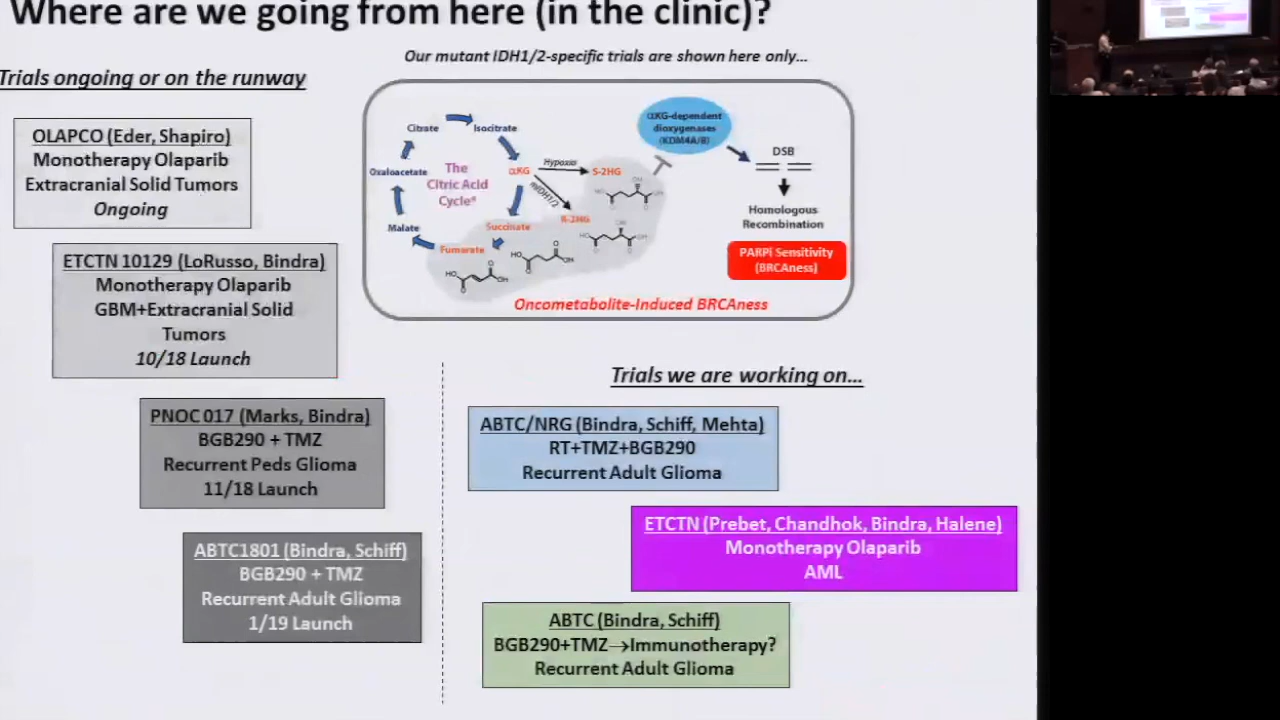 Where are we going from here (in the clinic)?
Our mutant IDH1/2-specific trials are shown here only...
Trials ongoing or on the runway
OLAPCO (Eder, Shapiro)
Monotherapy Olaparib
Extracranial Solid Tumors
Ongoing
ETCTN 10129 (LoRusso, Bindra)
Monotherapy Olaparib
GBM+Extracranial Solid
Tumors
10/18 Launch
PNOC 017 (Marks, Bindra)
BGB290 + TMZ
Recurrent Peds Glioma
11/18 Launch
ABTC1801 (Bindra, Schiff)
BGB290 + TMZ
Recurrent Adult Glioma
1/19 Launch
Citrate
Isocitrate
Oxaloacetate
The
Citric Acid
Cycle*
αKG
Hypoxia
S-2HG
mIDH1/2
R-2HG
Malate
Succinate
Fumarate
αKG-dependent
dioxygenases
(KDM4A/B)
DSB
Homologous
Recombination
PARPi Sensitivity
(BRCAness)
Oncometabolite-Induced BRCAness
Trials we are working on...
ABTC/NRG (Bindra, Schiff, Mehta)
RT+TMZ+BGB290
Recurrent Adult Glioma
ETCTN (Prebet, Chandhok, Bindra, Halene)
Monotherapy Olaparib
AML
ABTC (Bindra, Schiff)
BGB290+TMZ→Immunotherapy?
Recurrent Adult Glioma